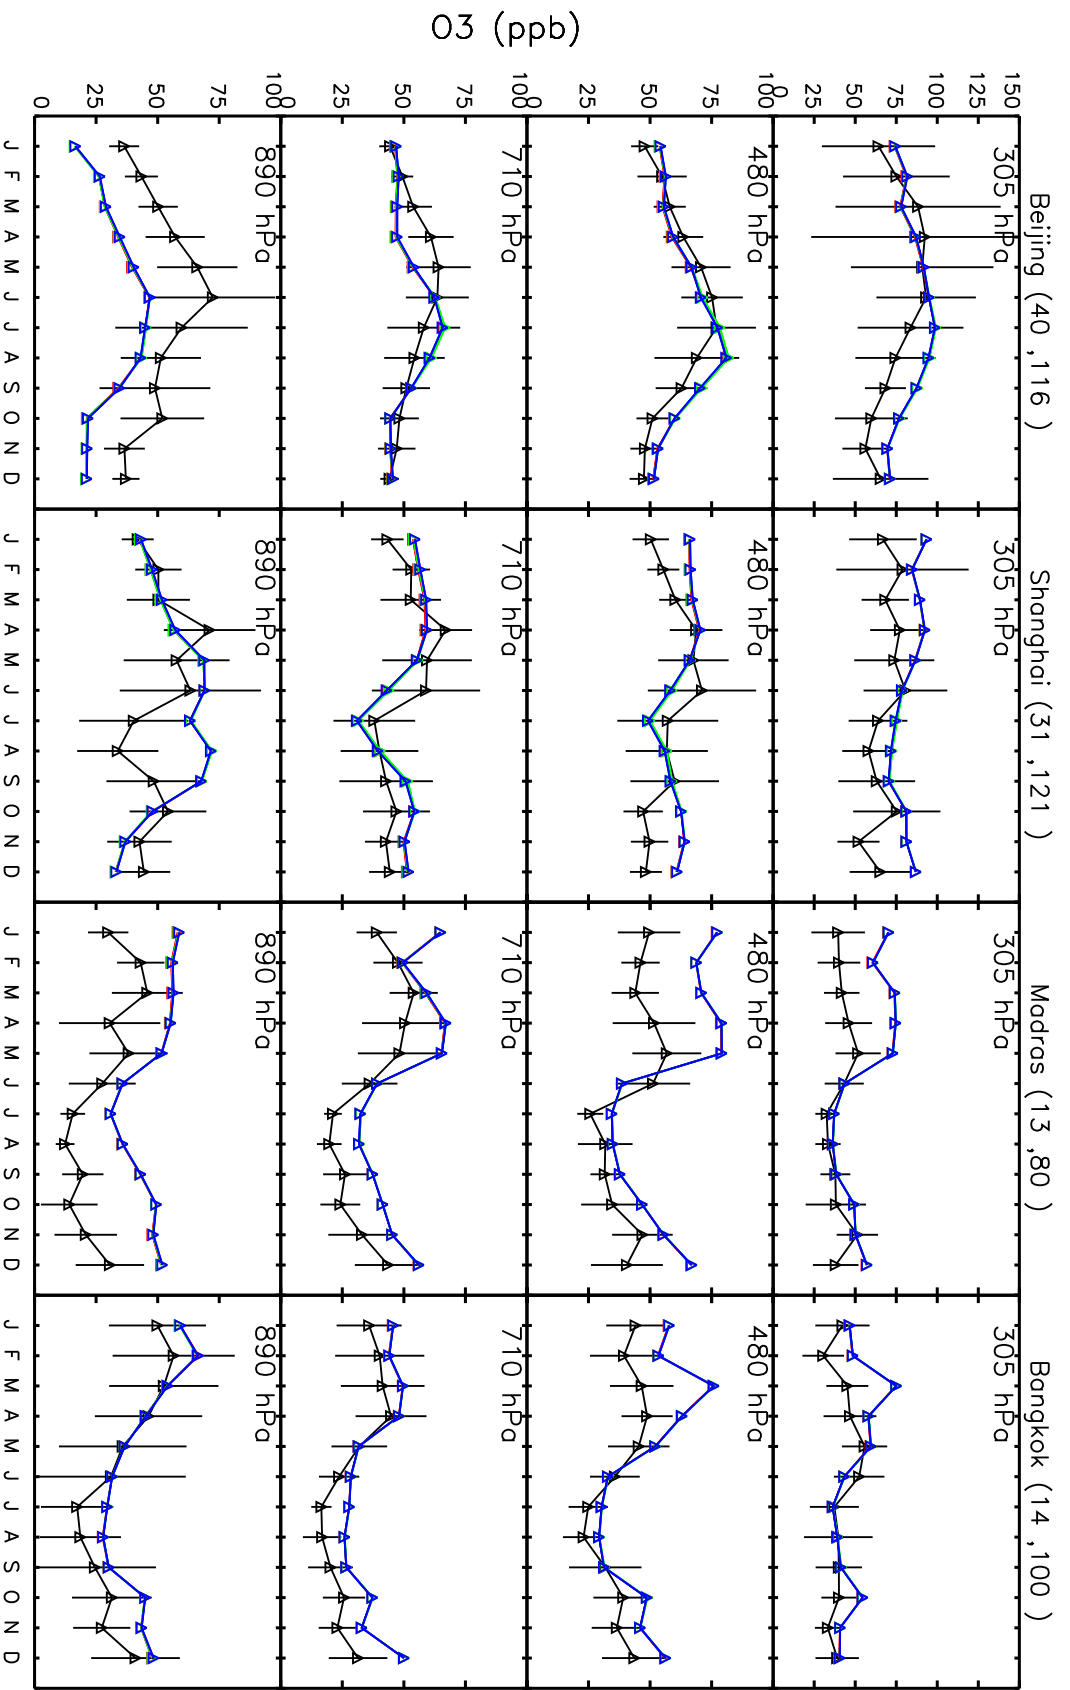 O3 (ppb)
Beijing (40 ,116 )
Shanghai (31 ,121 )
Madras (13 ,80 )
Bangkok (14 ,100 )
150
125
100
75
50
25
305 hPa
305 hPa
305 hPa
305 hPa
100
75
50
25
0
480 hPa
480 hPa
480 hPa
480 hPa
100
75
50
25
0
710 hPa
710 hPa
710 hPa
710 hPa
100
75
50
25
0
890 hPa
890 hPa
890 hPa
890 hPa
J F M A M J J A S O N D
J F M A M J J A S O N D
J F M A M J J A S O N D
J F M A M J J A S O N D